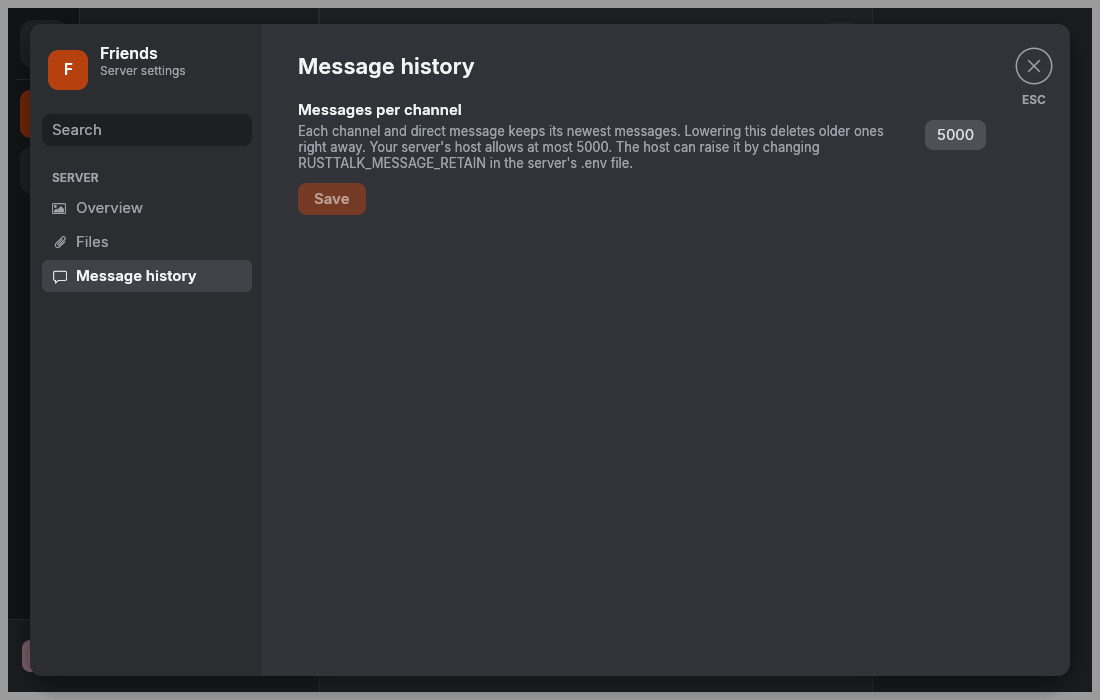 F
Friends
Server settings
Search
SERVER
Overview
Files
Message history
Message history
Messages per channel
Each channel and direct message keeps its newest messages. Lowering this deletes older ones
right away. Your server's host allows at most 5000. The host can raise it by changing
RUSTTALK_MESSAGE_RETAIN in the server's .env file.
5000
Save
ESC